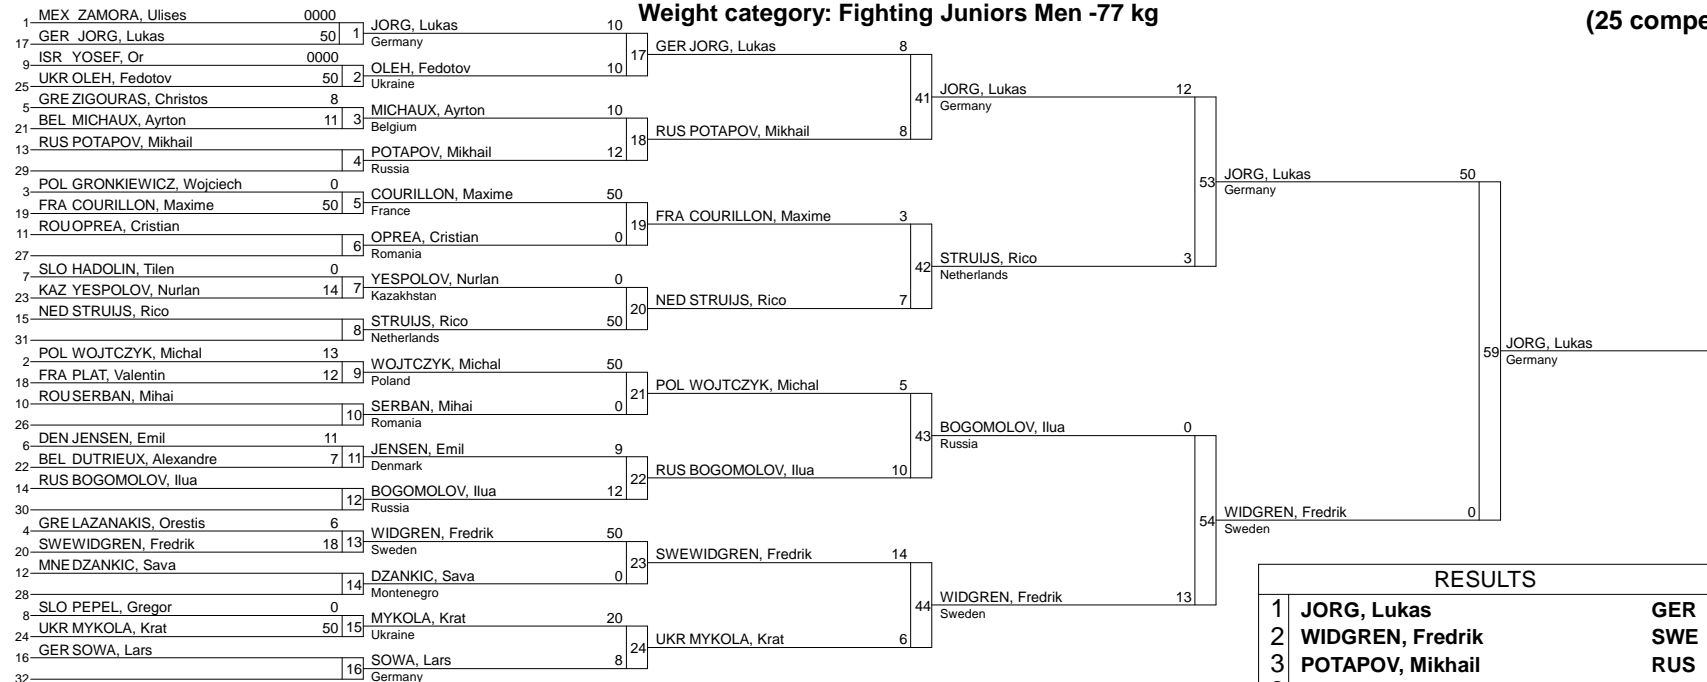 Weight category: Fighting Juniors Men -77 kg
(25 compe
1 MEX ZAMORA, Ulises 0000
17 GER JORG, Lukas 50
9 ISR YOSEF, Or 0000
25 UKR OLEH, Fedotov 50
5 GRE ZIGOURAS, Christos 8
21 BEL MICHAUX, Ayrton 11
13 RUS POTAPOV, Mikhail
29
3 POL GRONKIEWICZ, Wojciech 0
19 FRA COURILLON, Maxime 50
11 ROU OPREA, Cristian
27
7 SLO HADOLIN, Tilen 0
23 KAZ YESPOLOV, Nurlan 14
15 NED STRUIJS, Rico
31
2 POL WOJTCZYK, Michal 13
18 FRA PLAT, Valentin 12
10 ROU SERBAN, Mihai
26
6 DEN JENSEN, Emil 11
22 BEL DUTRIEUX, Alexandre 7
14 RUS BOGOMOLOV, Ilua
30
4 GRE LAZANAKIS, Orestis 6
20 SWE WIDGREN, Fredrik 18
12 MNE DZANKIC, Sava
28
8 SLO PEPEL, Gregor 0
24 UKR MYKOLA, Krat 50
16 GER SOWA, Lars
32
1 JORG, Lukas 10
Germany
2 OLEH, Fedotov 10
Ukraine
3 MICHAUX, Ayrton 10
Belgium
4 POTAPOV, Mikhail 12
Russia
5 COURILLON, Maxime 50
France
6 OPREA, Cristian 0
Romania
7 YESPOLOV, Nurlan 0
Kazakhstan
8 STRUIJS, Rico 50
Netherlands
9 WOJTCZYK, Michal 50
Poland
10 SERBAN, Mihai 0
Romania
11 JENSEN, Emil 9
Denmark
12 BOGOMOLOV, Ilua 12
Russia
13 WIDGREN, Fredrik 50
Sweden
14 DZANKIC, Sava 0
Montenegro
15 MYKOLA, Krat 20
Ukraine
16 SOWA, Lars 8
Germany
17 GER JORG, Lukas 8
18 RUS POTAPOV, Mikhail 8
19 FRA COURILLON, Maxime 3
20 NED STRUIJS, Rico 7
21 POL WOJTCZYK, Michal 5
22 RUS BOGOMOLOV, Ilua 10
23 SWE WIDGREN, Fredrik 14
24 UKR MYKOLA, Krat 6
41 JORG, Lukas 12
Germany
42 STRUIJS, Rico 3
Netherlands
43 BOGOMOLOV, Ilua 0
Russia
44 WIDGREN, Fredrik 13
Sweden
53 JORG, Lukas 50
Germany
54 WIDGREN, Fredrik 0
Sweden
59 JORG, Lukas
Germany
RESULTS
1 JORG, Lukas GER
2 WIDGREN, Fredrik SWE
3 POTAPOV, Mikhail RUS